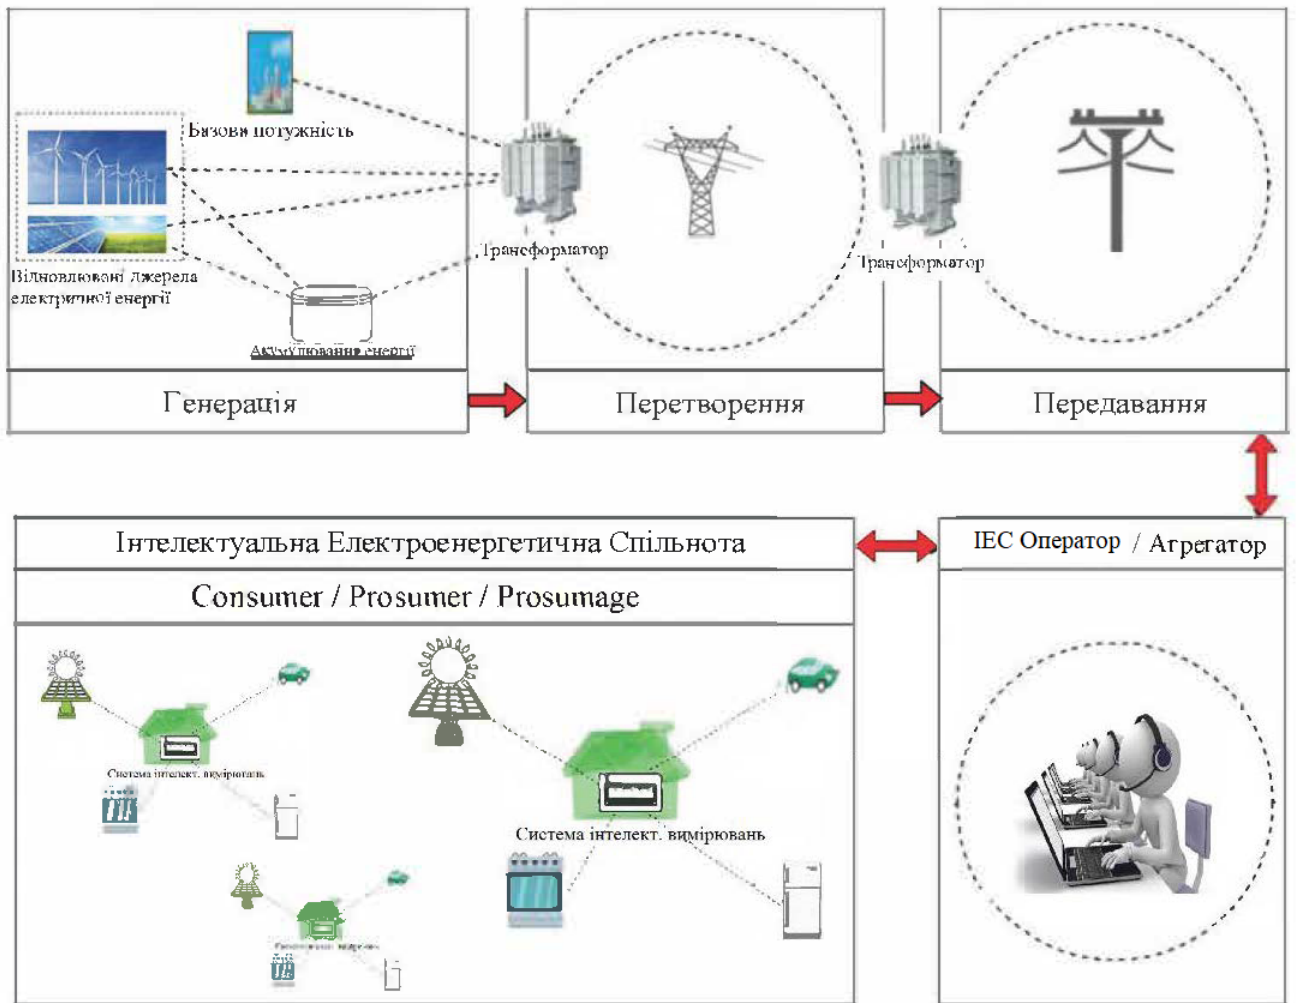 Базова потужність
Відновлювані джерела
електричної енергії
Акумулювання енергії
Трансформатор
Трансформатор
Генерація
Перетворення
Передавання
Інтелектуальна Електроенергетична Спільнота
ІЕС Оператор / Агрегатор
Consumer / Prosumer / Prosumage
Система інтелект. вимірювань
Система інтелект. вимірювань